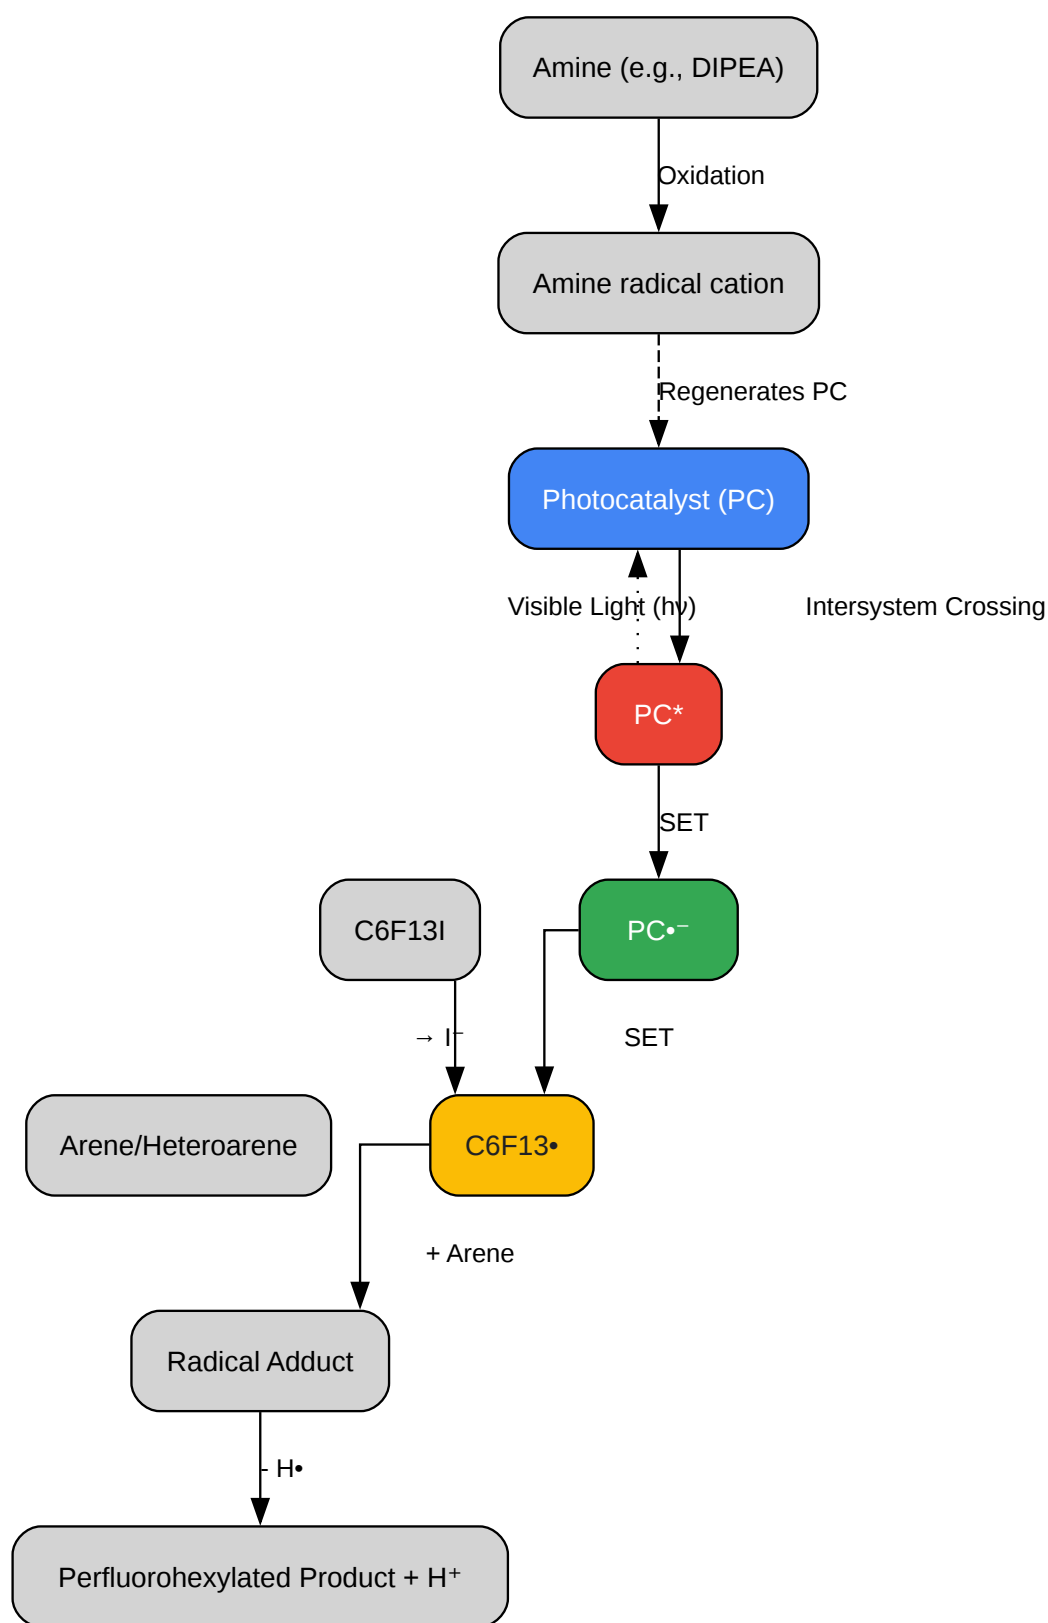 Amine (e.g., DIPEA)
Oxidation
Amine radical cation
Regenerates PC
Photocatalyst (PC)
Visible Light (hν)
Intersystem Crossing
PC*
SET
C6F13I
PC•⁻
→ I⁻
SET
Arene/Heteroarene
C6F13•
+ Arene
Radical Adduct
- H•
Perfluorohexylated Product + H⁺